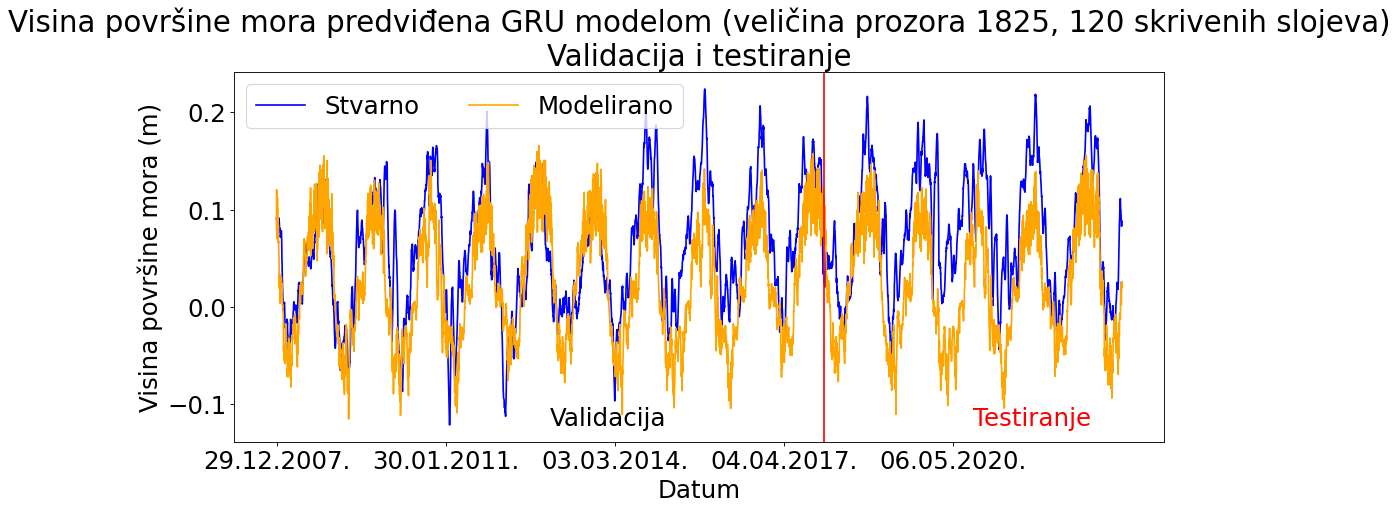 Visina površine mora predviđena GRU modelom (veličina prozora 1825, 120 skrivenih slojeva)
Validacija i testiranje
Stvarno
Modelirano
Visina površine mora (m)
0.2
0.1
0.0
−0.1
Validacija
Testiranje
29.12.2007.
30.01.2011.
03.03.2014.
04.04.2017.
06.05.2020.
Datum